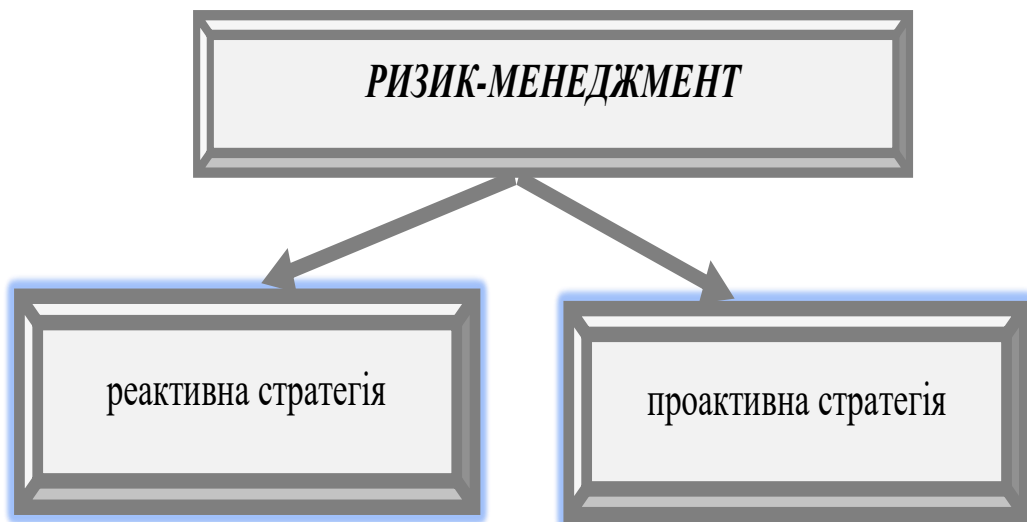 РИЗИК-МЕНЕДЖМЕНТ
реактивна стратегія
проактивна стратегія